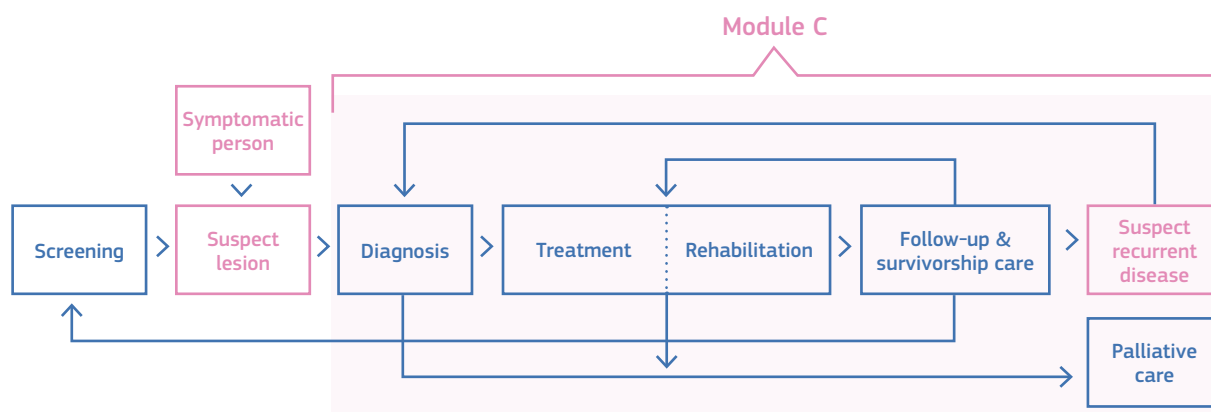 Module C
Symptomatic
person
Screening
Suspect
lesion
Diagnosis
Treatment
Rehabilitation
Follow-up &
survivorship care
Suspect
recurrent
disease
Palliative
care